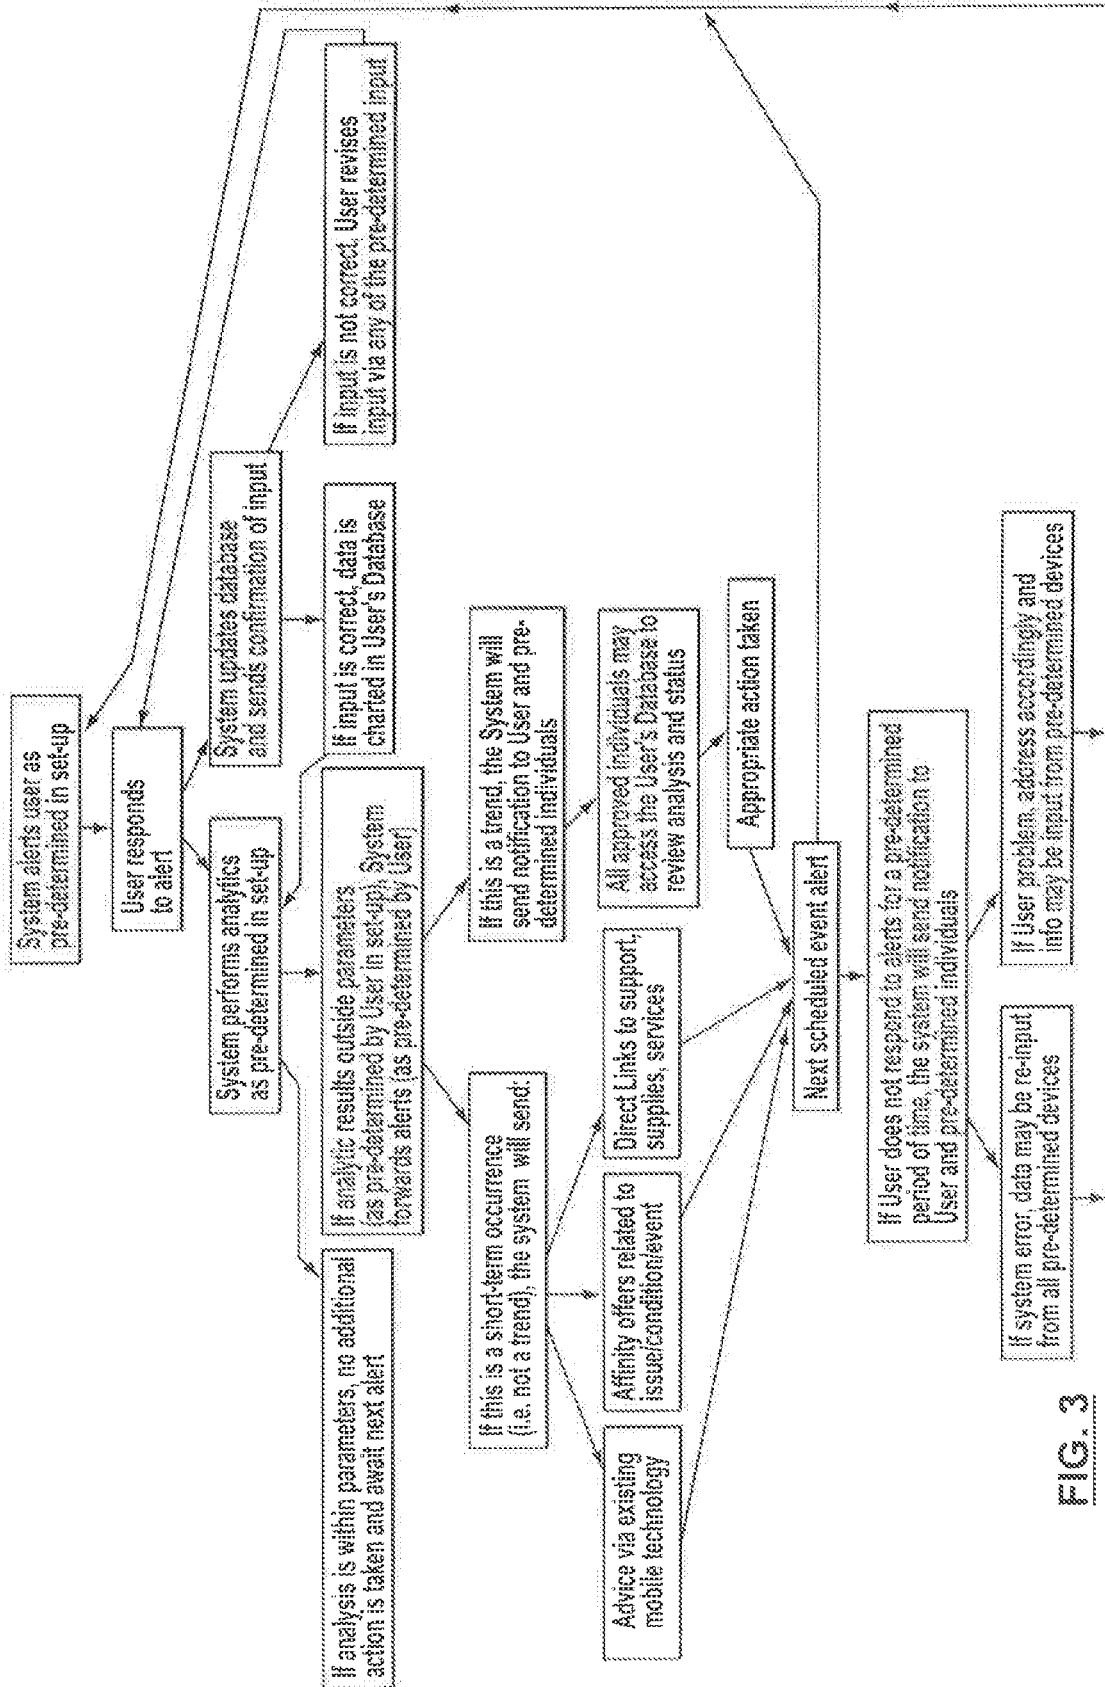 System alerts user as
pre-determined in set-up
User responds
to alert
System performs analytics
as pre-determined in set-up
System updates database
and sends confirmation of input
If analysis is within parameters, no additional
action is taken and await next alert
If analytic results outside parameters
(as pre-determined by User in set-up), System
forwards alerts (as pre-determined by User)
If input is correct, data is
charted in User's Database
If input is not correct, User revises
input via any of the pre-determined input
If this is a short-term occurrence
(i.e. not a trend), the system will send:
If this is a trend, the System will
send notification to User and pre-
determined individuals
Advice via existing
mobile technology
Affinity offers related to
issue/condition/event
Direct Links to support,
supplies, services
All approved individuals may
access the User's Database to
review analysis and status
Appropriate action taken
Next scheduled event alert
If User does not respond to alerts for a pre-determined
period of time, the system will send notification to
User and pre-determined individuals
If system error, data may be re-input
from all pre-determined devices
If User problem, address accordingly and
info may be input from pre-determined devices
FIG. 3